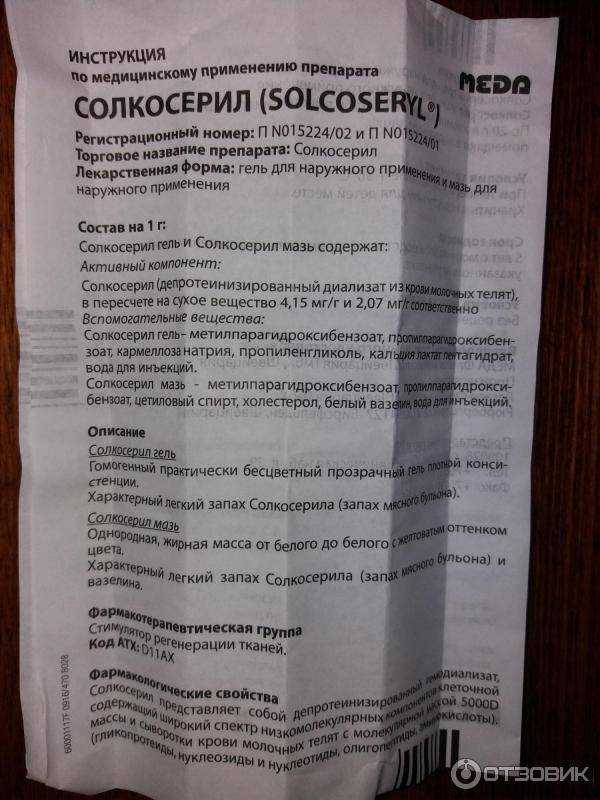 ИНСТРУКЦИЯ
по медицинскому применению препарата
MEDA
СОЛКОСЕРИЛ (SOLCOSERYL®)
Регистрационный номер: П N015224/02 и П N015224/01
Торговое название препарата: Солкосерил
Лекарственная форма: гель для наружного применения и мазь для
наружного применения
Состав на 1 г:
Солкосерил гель и Солкосерил мазь содержат:
Активный компонент:
Солкосерил (депротеинизированный диализат из крови молочных телят),
в пересчете на сухое вещество 4,15 мг/г и 2,07 мг/г соответственно
Вспомогательные вещества:
Солкосерил гель- метилпарагидроксибензоат, пропилпарагидроксибен-
зоат, кармеллоза натрия, пропиленгликоль, кальция лактат пентагидрат,
вода для инъекций.
Солкосерил мазь - метилпарагидроксибензоат, пропилпарагидрокси-
бензоат, цетиловый спирт, холестерол, белый вазелин, вода для инъекций.
Описание
Солкосерил гель
Гомогенный практически бесцветный прозрачный гель плотной конси-
стенции.
Характерный легкий запах Солкосерила (запах мясного бульона).
Солкосерил мазь
Однородная, жирная масса от белого до белого с желтоватым оттенком
цвета.
Характерный легкий запах Солкосерила (запах мясного бульона) и
вазелина.
Фармакотерапевтическая группа
Стимулятор регенерации тканей.
Код АТХ: D11AX
Фармакологические свойства
Солкосерил представляет собой депротеинизированный гемодиализат,
содержащий широкий спектр низкомолекулярных компонентов клеточной
массы и сыворотки крови молочных телят с молекулярной массой 5000D
(гликопротеиды, нуклеозиды и нуклеотиды, олигопептиды, аминокислоты).
60001117F 0916/470 8028
ОТЗОВИК